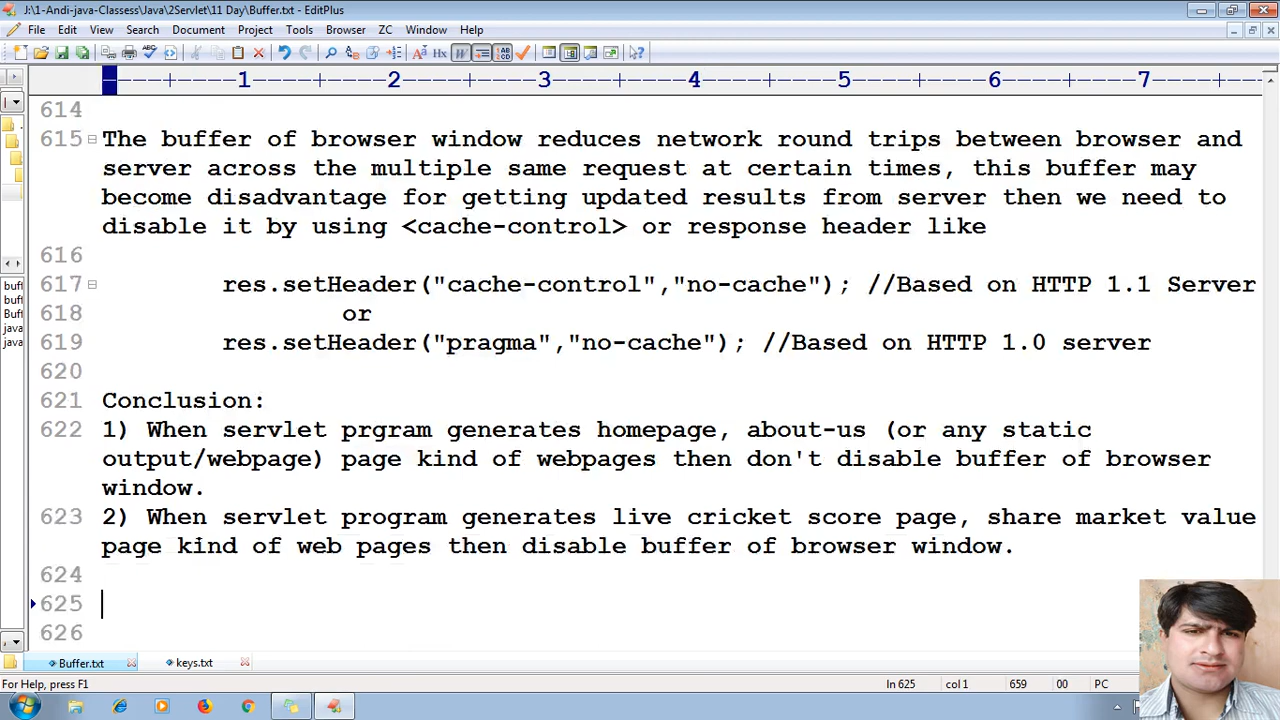 J:\1-Andi-java-Classess\Java\2Servlet\11 Day\Buffer.txt - EditPlus
File Edit View Search Document Project Tools Browser ZC Window Help
1 2 3 4 5 6 7
614
615 The buffer of browser window reduces network round trips between browser and
server across the multiple same request at certain times, this buffer may
become disadvantage for getting updated results from server then we need to
disable it by using <cache-control> or response header like
616
617 res.setHeader("cache-control","no-cache"); //Based on HTTP 1.1 Server
618 or
619 res.setHeader("pragma","no-cache"); //Based on HTTP 1.0 server
620
621 Conclusion:
622 1) When servlet prgram generates homepage, about-us (or any static
output/webpage) page kind of webpages then don't disable buffer of browser
window.
623 2) When servlet program generates live cricket score page, share market value
page kind of web pages then disable buffer of browser window.
624
625
626
buff
buff
Buff
java
java
Buffer.txt keys.txt
For Help, press F1 ln 625 col 1 659 00 PC